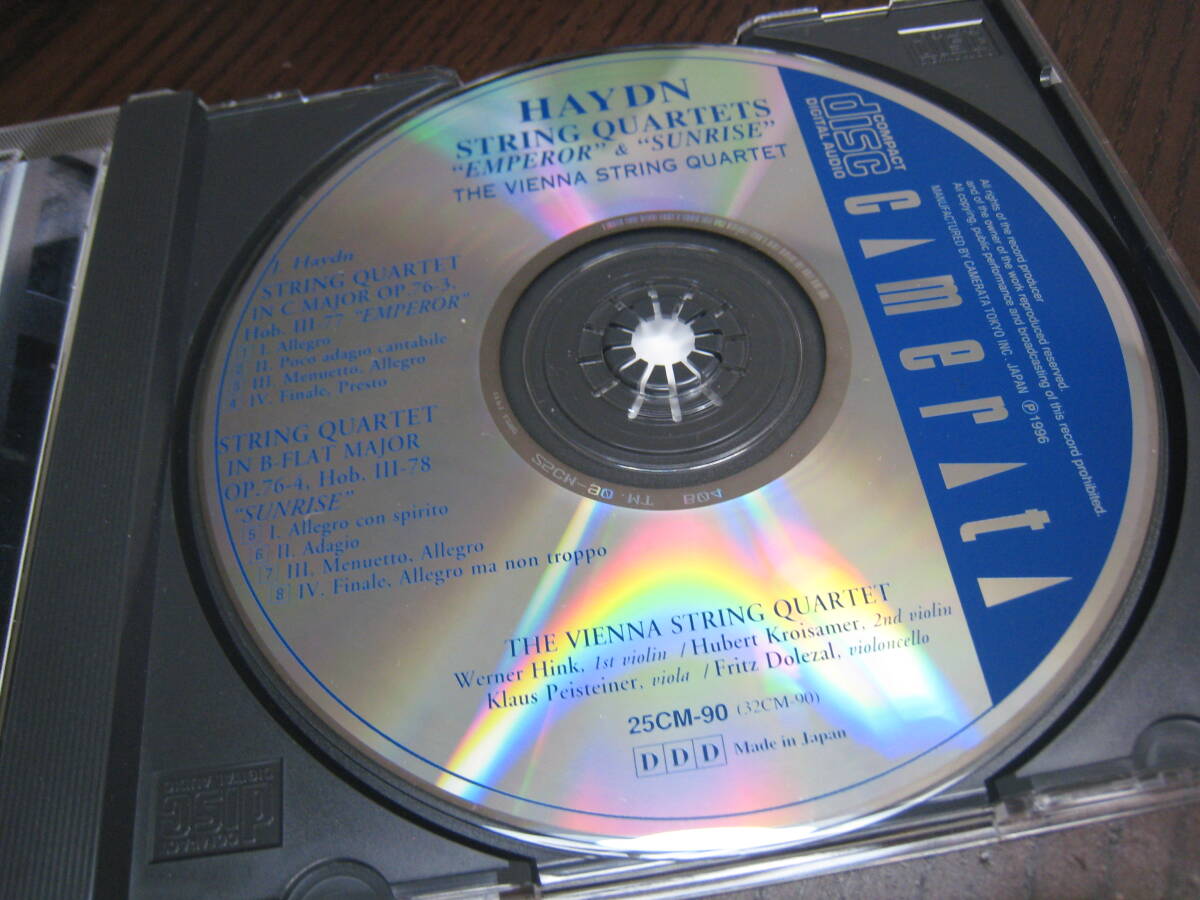 HAYDN
STRING QUARTETS
"EMPEROR" & "SUNRISE"
THE VIENNA STRING QUARTET
J. Haydn
STRING QUARTET
IN C MAJOR OP.76-3,
Hob. III-77 "EMPEROR"
1 I. Allegro
2 II. Poco adagio cantabile
3 III. Menuetto, Allegro
4 IV. Finale, Presto
STRING QUARTET
IN B-FLAT MAJOR
OP.76-4, Hob. III-78
"SUNRISE"
5 I. Allegro con spirito
6 II. Adagio
7 III. Menuetto, Allegro
8 IV. Finale, Allegro ma non troppo
THE VIENNA STRING QUARTET
Werner Hink, 1st violin / Hubert Kroisamer, 2nd violin
Klaus Peisteiner, viola / Fritz Dolezal, violoncello
25CM-90 (32CM-90)
DDD Made in Japan
COMPACT
disc
DIGITAL AUDIO
camerata
All rights of the record producer
and of the owner of the work reproduced reserved.
All copying, public performance and broadcasting of this record prohibited.
MANUFACTURED BY CAMERATA TOKYO INC. JAPAN ℗1996
COMPACT
disc
DIGITAL AUDIO